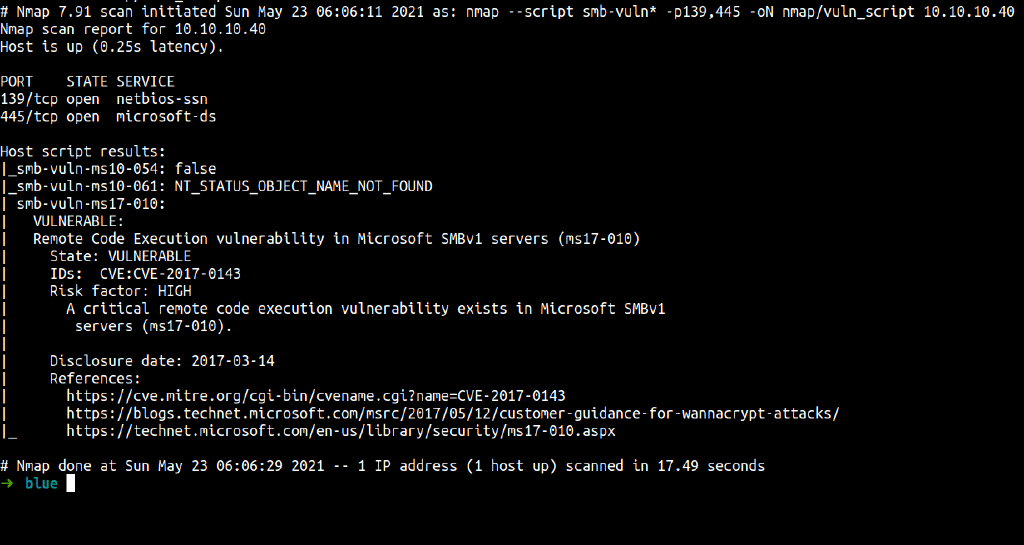 # Nmap 7.91 scan initiated Sun May 23 06:06:11 2021 as: nmap --script smb-vuln* -p139,445 -oN nmap/vuln_script 10.10.10.40
Nmap scan report for 10.10.10.40
Host is up (0.25s latency).
PORT    STATE SERVICE
139/tcp open  netbios-ssn
445/tcp open  microsoft-ds
Host script results:
|_smb-vuln-ms10-054: false
|_smb-vuln-ms10-061: NT_STATUS_OBJECT_NAME_NOT_FOUND
| smb-vuln-ms17-010:
|   VULNERABLE:
|   Remote Code Execution vulnerability in Microsoft SMBv1 servers (ms17-010)
|     State: VULNERABLE
|     IDs:  CVE:CVE-2017-0143
|     Risk factor: HIGH
|       A critical remote code execution vulnerability exists in Microsoft SMBv1
|        servers (ms17-010).
|
|     Disclosure date: 2017-03-14
|     References:
|       https://cve.mitre.org/cgi-bin/cvename.cgi?name=CVE-2017-0143
|       https://blogs.technet.microsoft.com/msrc/2017/05/12/customer-guidance-for-wannacrypt-attacks/
|_      https://technet.microsoft.com/en-us/library/security/ms17-010.aspx
# Nmap done at Sun May 23 06:06:29 2021 -- 1 IP address (1 host up) scanned in 17.49 seconds
→ blue